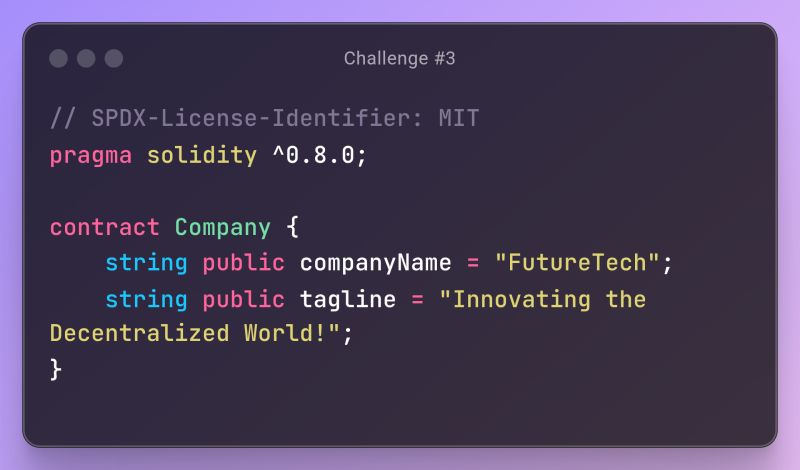 Challenge #3
// SPDX-License-Identifier: MIT
pragma solidity ^0.8.0;
contract Company {
    string public companyName = "FutureTech";
    string public tagline = "Innovating the
Decentralized World!";
}